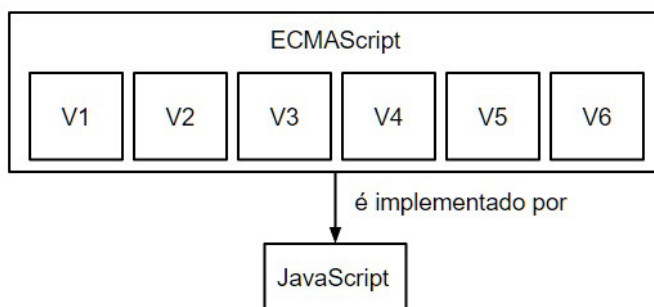 ECMAScript
V1 V2 V3 V4 V5 V6
é implementado por
JavaScript